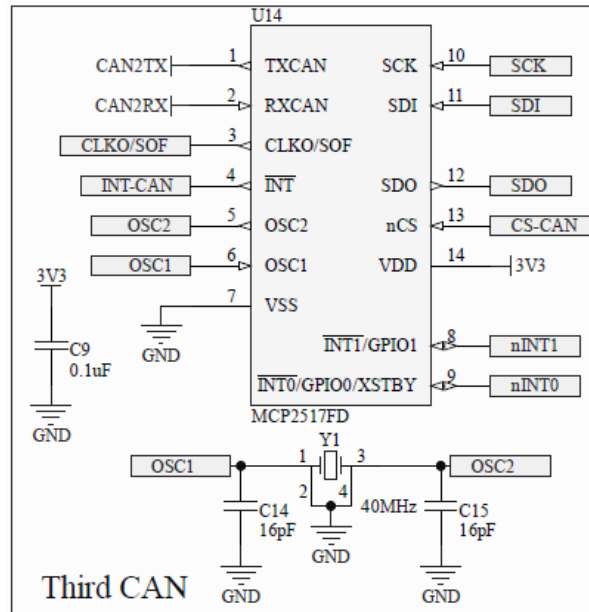 U14
CAN2TX 1 TXCAN SCK 10 SCK
CAN2RX 2 RXCAN SDI 11 SDI
CLKO/SOF 3 CLKO/SOF
INT-CAN 4 INT SDO 12 SDO
OSC2 5 OSC2 nCS 13 CS-CAN
OSC1 6 OSC1 VDD 14 3V3
3V3
7 VSS
GND
C9
0.1uF
GND
INT1/GPIO1 8 nINT1
INT0/GPIO0/XSTBY 9 nINT0
MCP2517FD
Y1
OSC1 1 3 OSC2
2 4
C14
16pF
40MHz
C15
16pF
GND
GND
GND
Third CAN